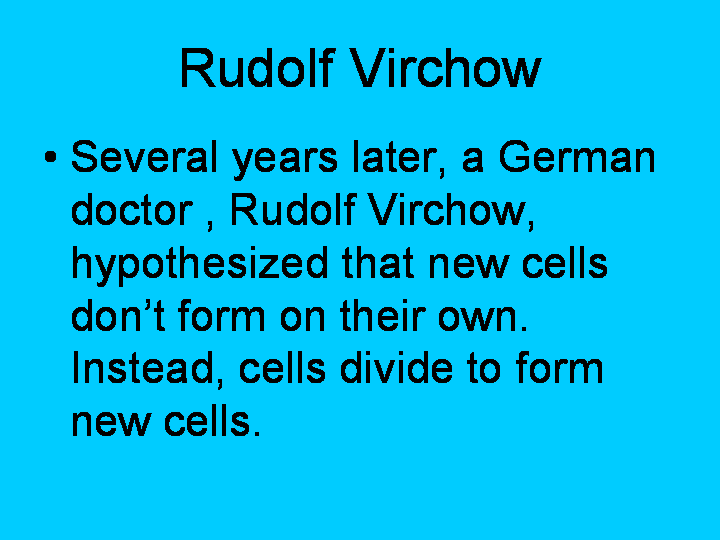 Rudolf Virchow
• Several years later, a German
doctor , Rudolf Virchow,
hypothesized that new cells
don’t form on their own.
Instead, cells divide to form
new cells.